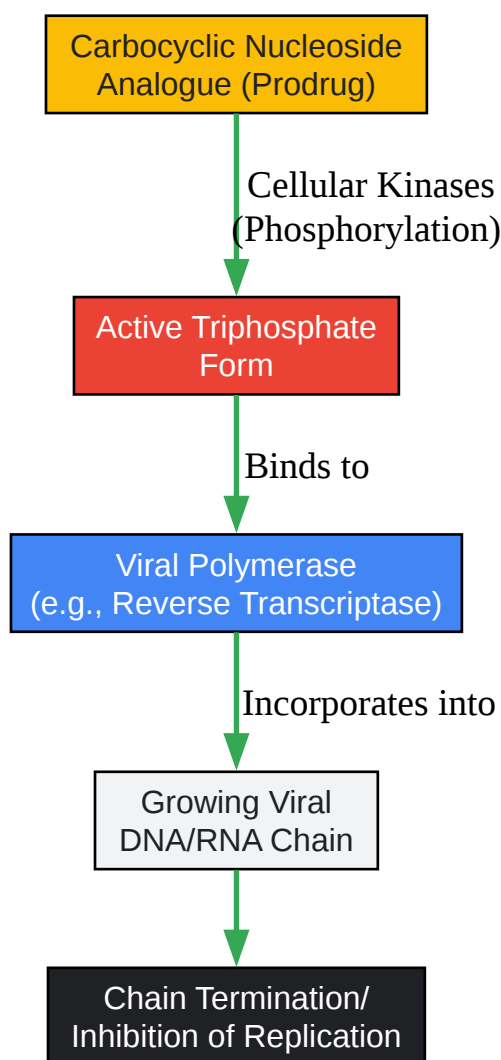 Carbocyclic Nucleoside
Analogue (Prodrug)
Cellular Kinases
(Phosphorylation)
Active Triphosphate
Form
Binds to
Viral Polymerase
(e.g., Reverse Transcriptase)
Incorporates into
Growing Viral
DNA/RNA Chain
Chain Termination/
Inhibition of Replication